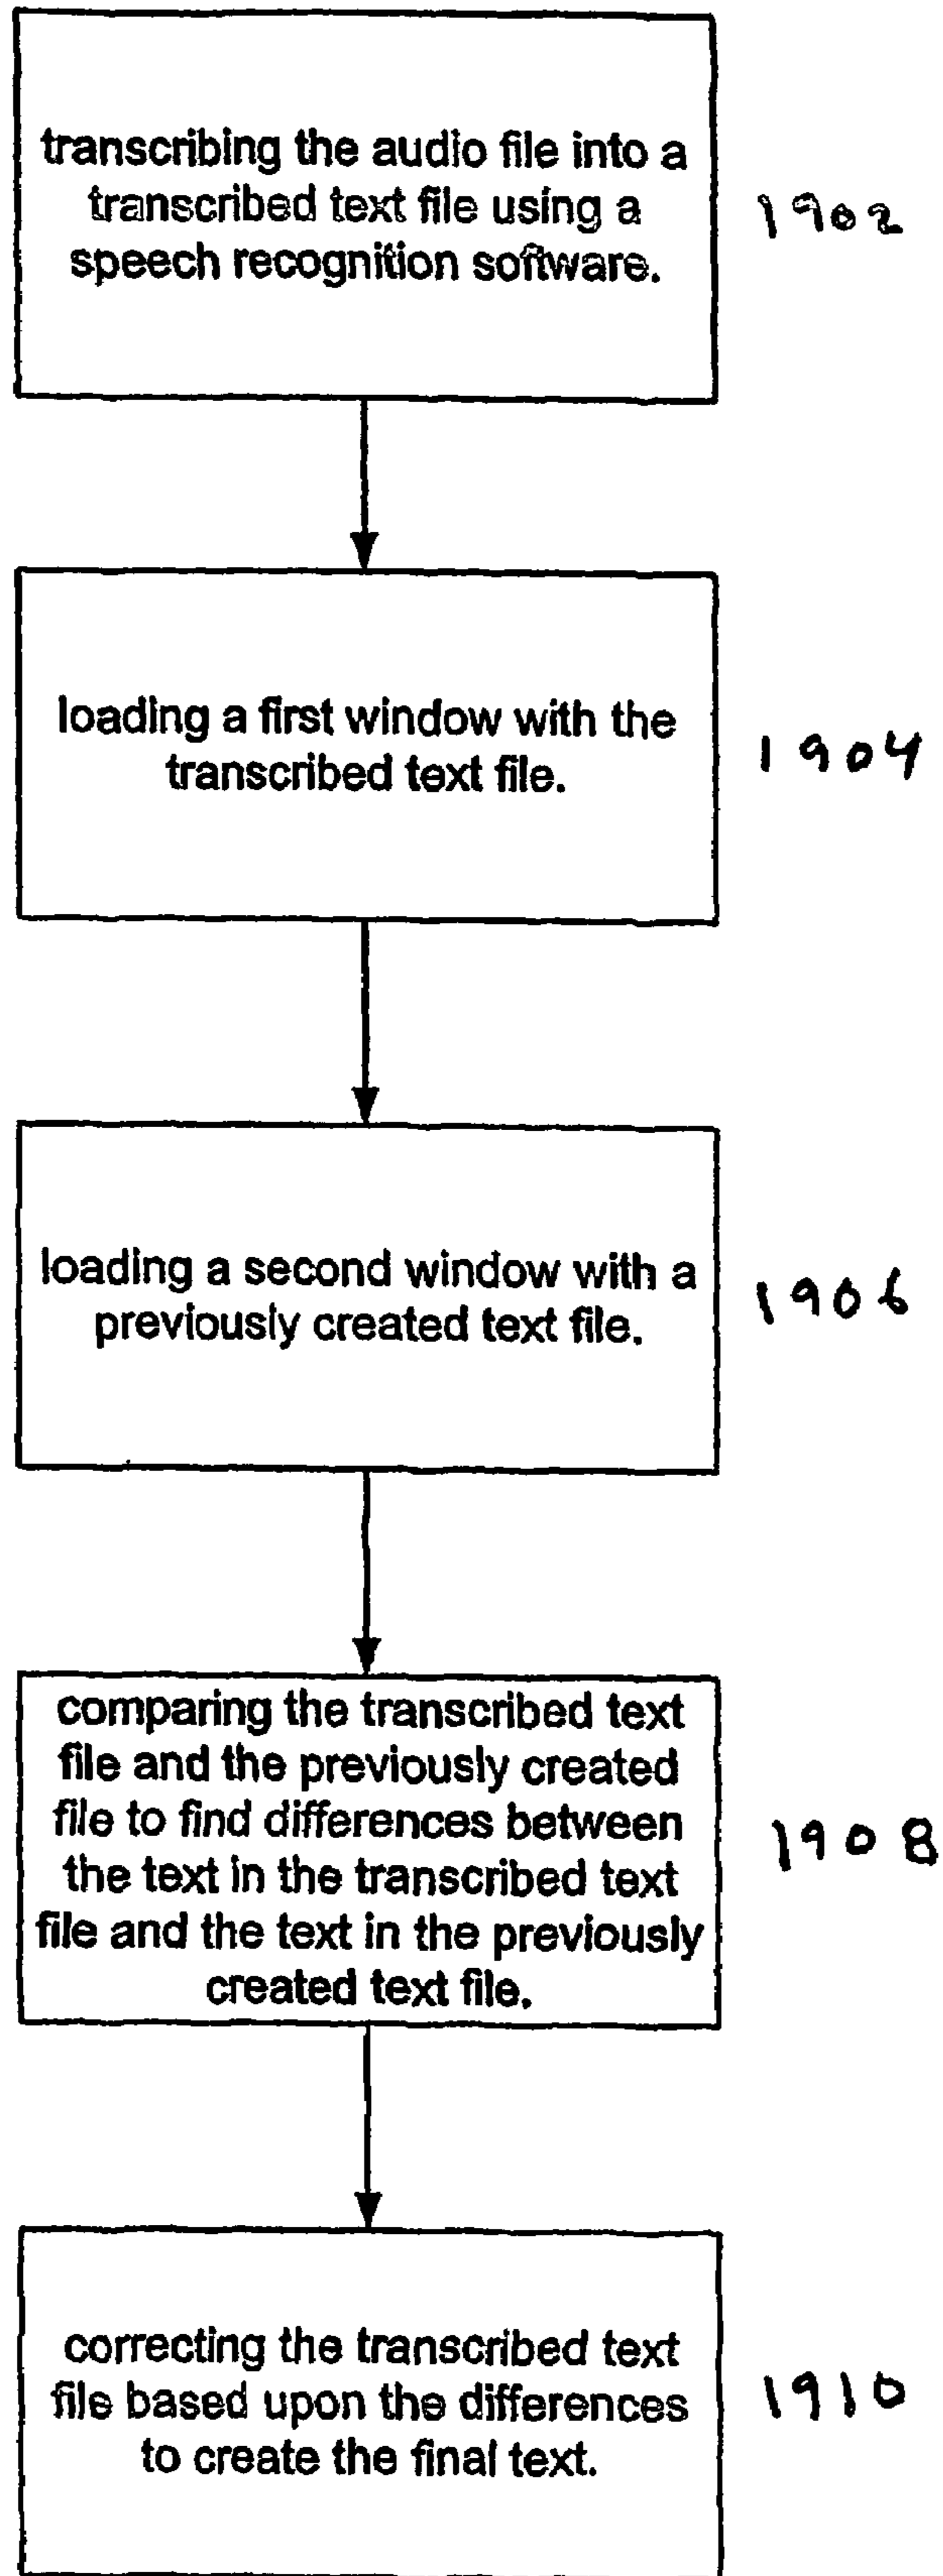 transcribing the audio file into a
transcribed text file using a
speech recognition software.
1902
loading a first window with the
transcribed text file.
1904
loading a second window with a
previously created text file.
1906
comparing the transcribed text
file and the previously created
file to find differences between
the text in the transcribed text
file and the text in the previously
created text file.
1908
correcting the transcribed text
file based upon the differences
to create the final text.
1910